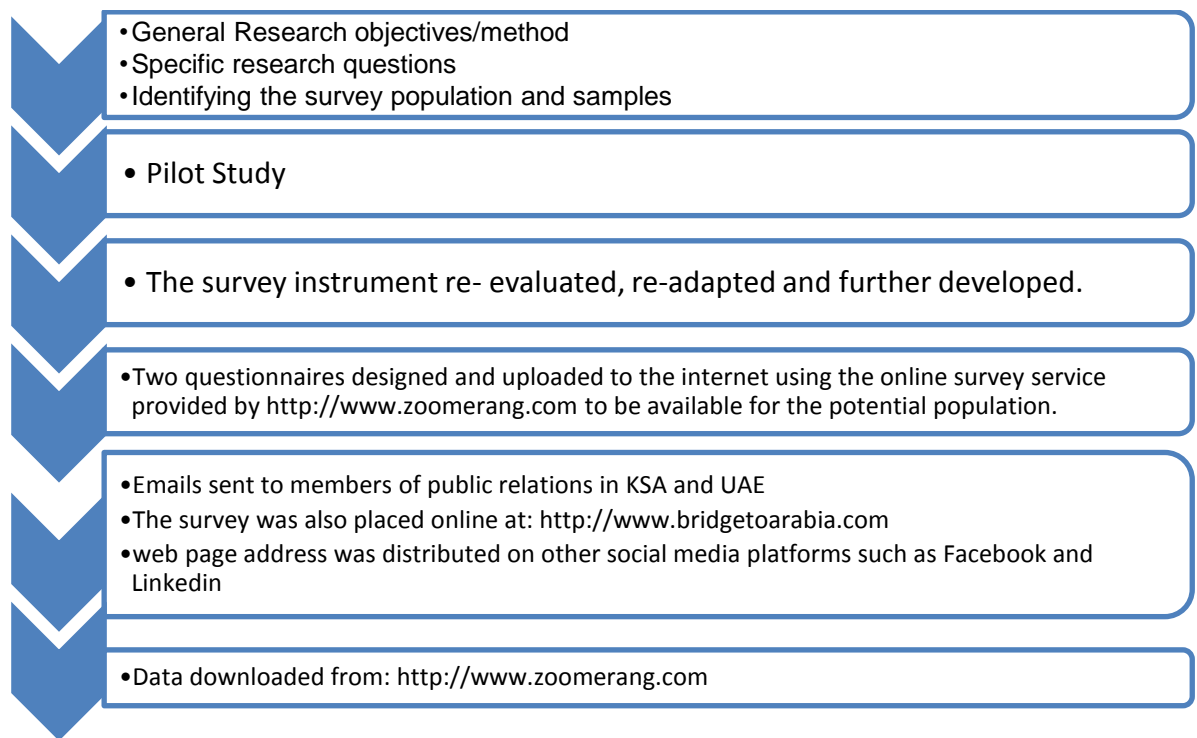 •General Research objectives/method
•Specific research questions
•Identifying the survey population and samples
• Pilot Study
• The survey instrument re- evaluated, re-adapted and further developed.
•Two questionnaires designed and uploaded to the internet using the online survey service
provided by http://www.zoomerang.com to be available for the potential population.
•Emails sent to members of public relations in KSA and UAE
•The survey was also placed online at: http://www.bridgetoarabia.com
•web page address was distributed on other social media platforms such as Facebook and
Linkedin
•Data downloaded from: http://www.zoomerang.com